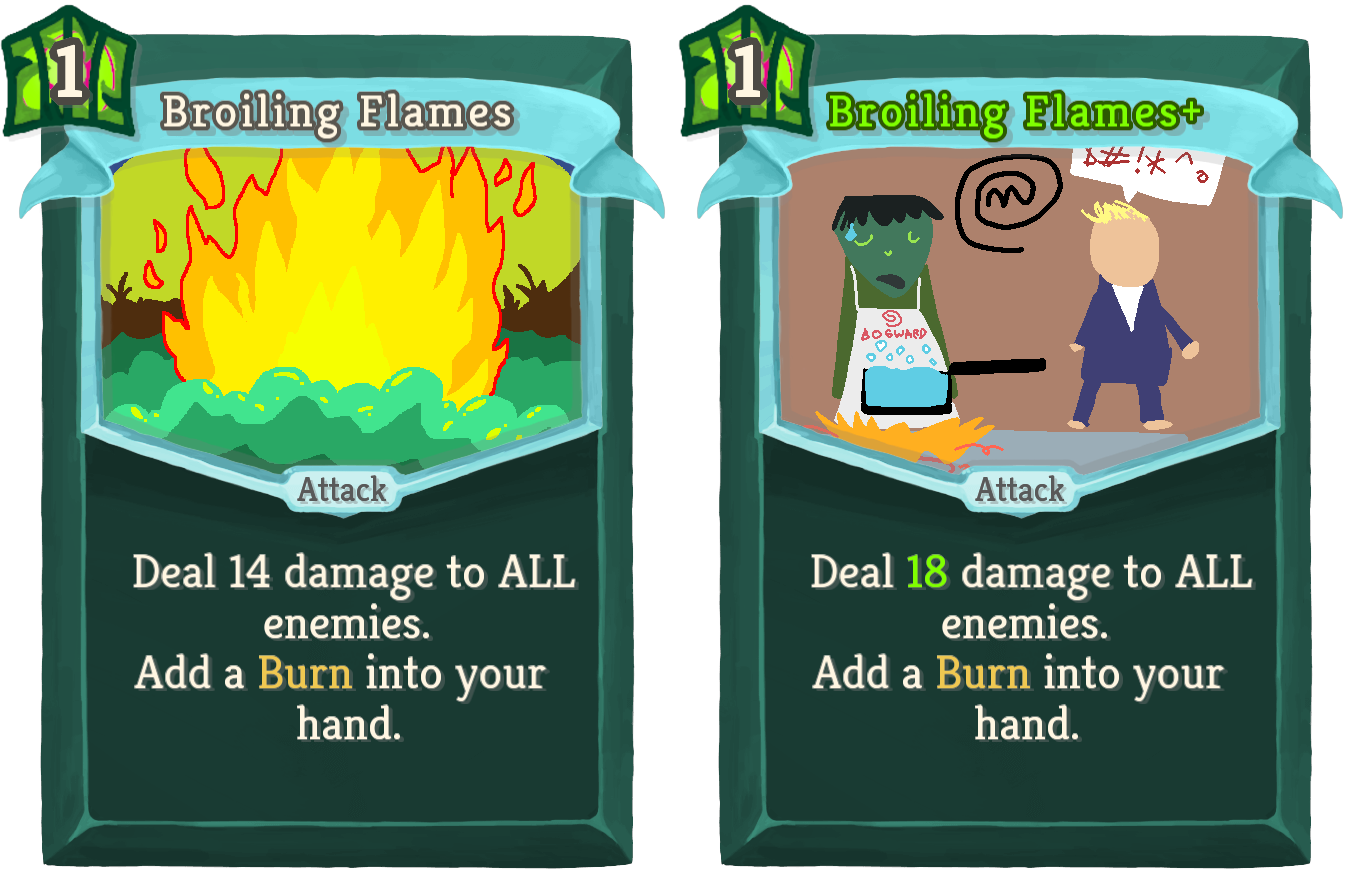 1
Broiling Flames
Attack
Deal 14 damage to ALL
enemies.
Add a Burn into your
hand.
1
Broiling Flames+
BOGWARD
Attack
Deal 18 damage to ALL
enemies.
Add a Burn into your
hand.